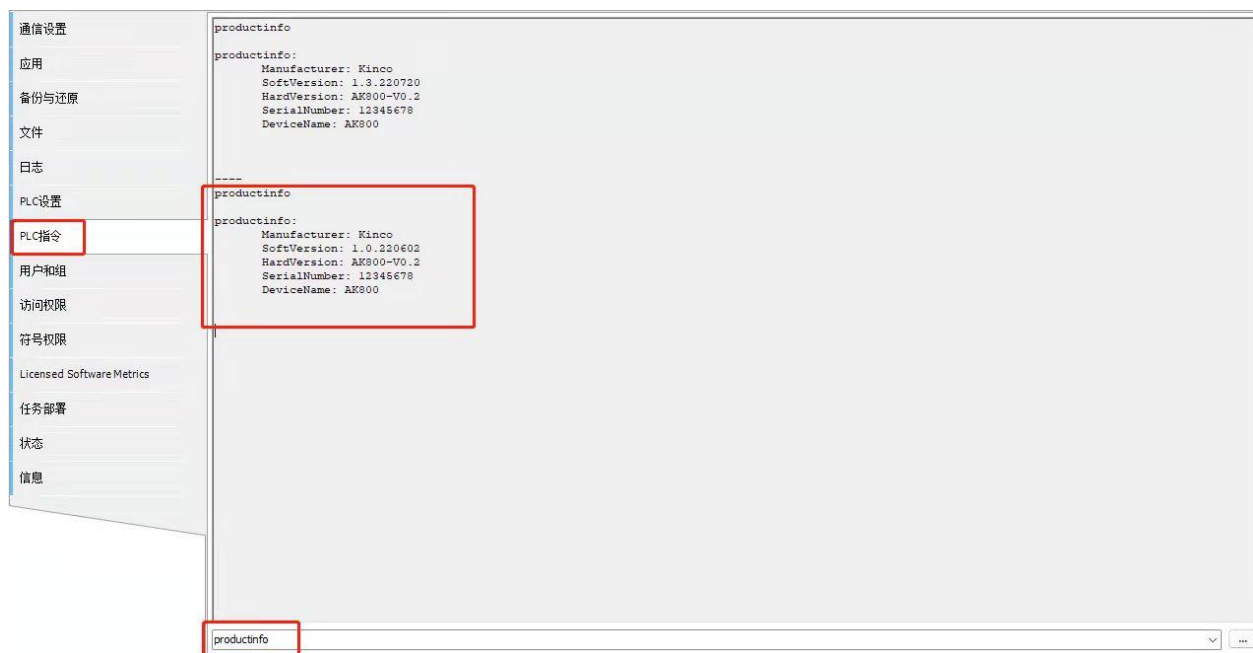 通信设置
应用
备份与还原
文件
日志
PLC设置
PLC指令
用户和组
访问权限
符号权限
Licensed Software Metrics
任务部署
状态
信息
productinfo
productinfo:
Manufacturer: Kinco
SoftVersion: 1.3.220720
HardVersion: AK800-V0.2
SerialNumber: 12345678
DeviceName: AK800
----
productinfo
productinfo:
Manufacturer: Kinco
SoftVersion: 1.0.220602
HardVersion: AK800-V0.2
SerialNumber: 12345678
DeviceName: AK800
productinfo
...